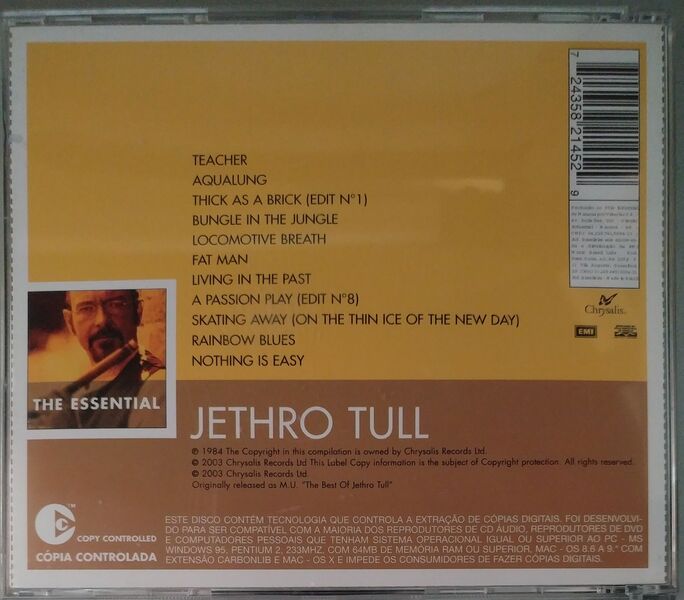 TEACHER
AQUALUNG
THICK AS A BRICK (EDIT Nº1)
BUNGLE IN THE JUNGLE
LOCOMOTIVE BREATH
FAT MAN
LIVING IN THE PAST
A PASSION PLAY (EDIT Nº8)
SKATING AWAY (ON THE THIN ICE OF THE NEW DAY)
RAINBOW BLUES
NOTHING IS EASY
7 24358 21452 9
Chrysalis.
EMI
THE ESSENTIAL
JETHRO TULL
℗ 1984 The Copyright in this compilation is owned by Chrysalis Records Ltd.
© 2003 Chrysalis Records Ltd This Label Copy information is the subject of Copyright protection. All rights reserved.
© 2003 Chrysalis Records Ltd.
Originally released as M.U. "The Best Of Jethro Tull"
™
COPY CONTROLLED
CÓPIA CONTROLADA
ESTE DISCO CONTÉM TECNOLOGIA QUE CONTROLA A EXTRAÇÃO DE CÓPIAS DIGITAIS. FOI DESENVOLVI-
DO PARA SER COMPATÍVEL COM A MAIORIA DOS REPRODUTORES DE CD ÁUDIO, REPRODUTORES DE DVD
E COMPUTADORES PESSOAIS QUE TENHAM SISTEMA OPERACIONAL IGUAL OU SUPERIOR AO PC - MS
WINDOWS 95, PENTIUM 2, 233MHZ, COM 64MB DE MEMÓRIA RAM OU SUPERIOR, MAC - OS 8.6 A 9.* COM
EXTENSÃO CARBONLIB E MAC - OS X E IMPEDE OS CONSUMIDORES DE FAZER CÓPIAS DIGITAIS.